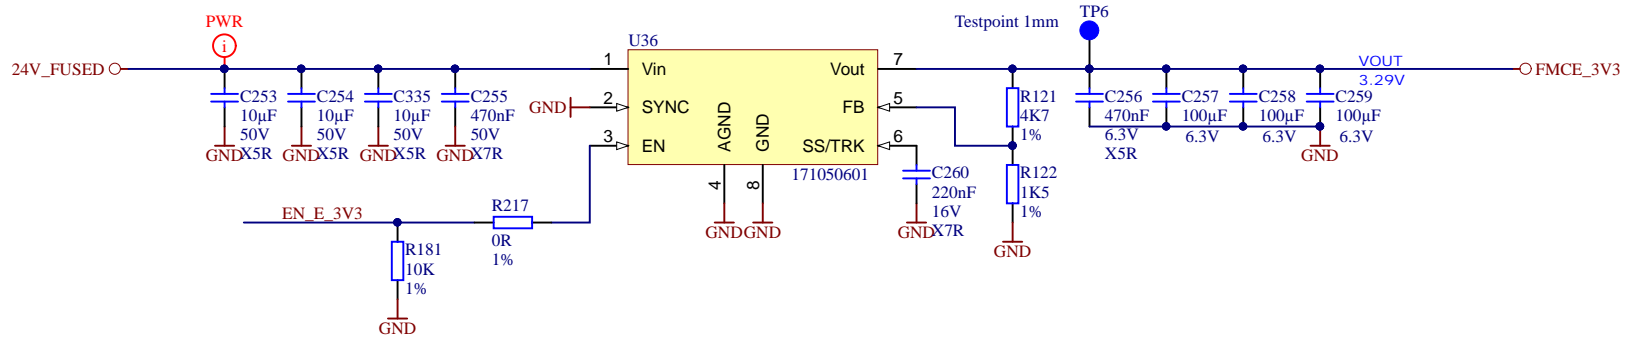 PWR
i
24V_FUSED
C253
10µF
50V
X5R
GND
C254
10µF
50V
X5R
GND
C335
10µF
50V
X5R
GND
C255
470nF
50V
X7R
GND
U36
1
Vin
GND
2
SYNC
3
EN
AGND
4
GND
8
Vout
7
FB
5
SS/TRK
6
171050601
GND
GND
EN_E_3V3
R217
0R
1%
R181
10K
1%
GND
C260
220nF
16V
X7R
GND
R121
4K7
1%
R122
1K5
1%
GND
Testpoint 1mm
TP6
C256
470nF
6.3V
X5R
C257
100µF
6.3V
C258
100µF
6.3V
C259
100µF
6.3V
GND
VOUT
3.29V
FMCE_3V3